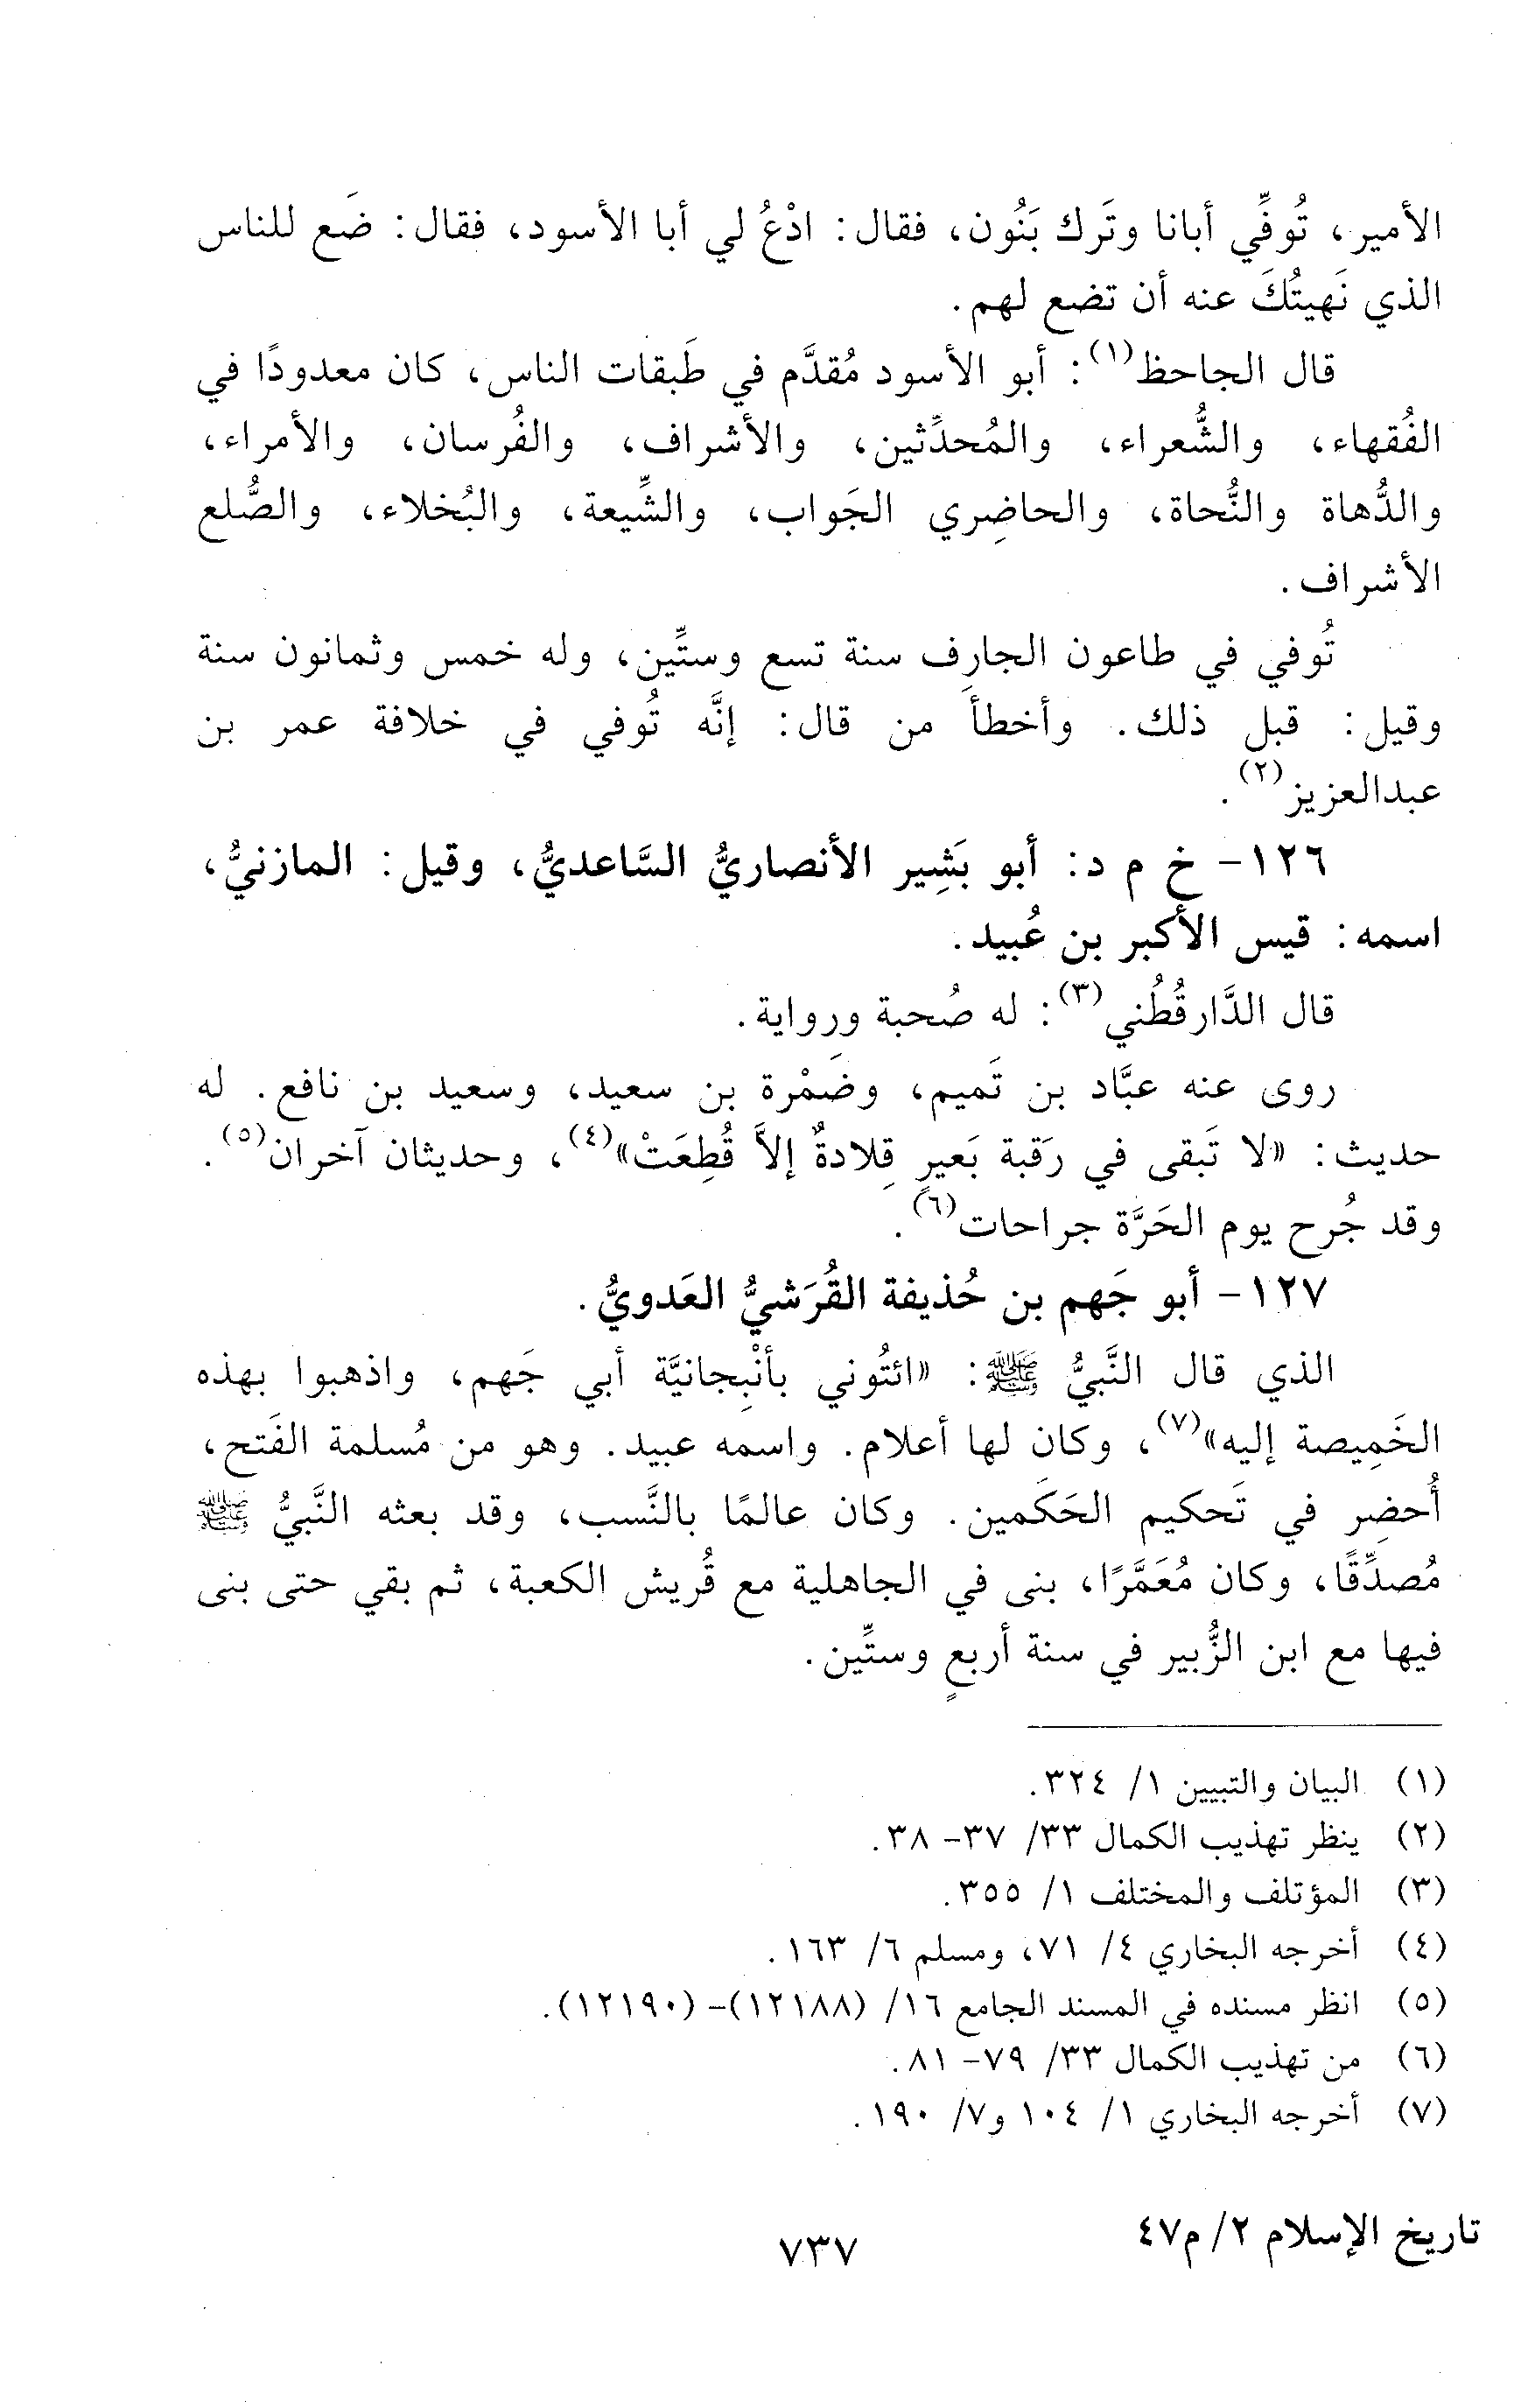 الأمير، تُوفِّي أبانا وتَرك بَنُون، فقال: ادْعُ لي أبا الأسود، فقال: ضَع للناس
الذي نَهيتُكَ عنه أن تضع لهم.
قال الجاحظ(١): أبو الأسود مُقدَّم في طَبقات الناس، كان معدودًا في
الفُقهاء، والشُّعراء، والمُحدِّثين، والأشراف، والفُرسان، والأمراء،
والدُّهاة والنُّحاة، والحاضِري الجَواب، والشِّيعة، والبُخلاء، والصُّلع
الأشراف.
تُوفي في طاعون الجارِف سنة تسع وستِّين، وله خمس وثمانون سنة
وقيل: قبل ذلك. وأخطأَ من قال: إنَّه تُوفي في خلافة عمر بن
عبدالعزيز(٢).
١٢٦- خ م د: أبو بَشِير الأنصاريُّ السَّاعديُّ، وقيل: المازنيُّ،
اسمه: قيس الأكبر بن عُبيد.
قال الدَّارقُطُني(٣): له صُحبة ورواية.
روى عنه عبَّاد بن تَميم، وضَمْرة بن سعيد، وسعيد بن نافع. له
حديث: «لا تَبقى في رَقبة بَعيرٍ قِلادةٌ إلاَّ قُطِعَتْ»(٤)، وحديثان آخران(٥).
وقد جُرح يوم الحَرَّة جراحات(٦).
١٢٧- أبو جَهم بن حُذيفة القُرَشيُّ العَدويُّ.
الذي قال النَّبيُّ ﷺ: «ائتُوني بأنْبِجانيَّة أبي جَهم، واذهبوا بهذه
الخَمِيصة إليه»(٧)، وكان لها أعلام. واسمه عبيد. وهو من مُسلمة الفَتح،
أُحضِر في تَحكيم الحَكَمين. وكان عالمًا بالنَّسب، وقد بعثه النَّبيُّ ﷺ
مُصدِّقًا، وكان مُعَمَّرًا، بنى في الجاهلية مع قُريش الكعبة، ثم بقي حتى بنى
فيها مع ابن الزُّبير في سنة أربعٍ وستِّين.
(١) البيان والتبيين ١/ ٣٢٤.
(٢) ينظر تهذيب الكمال ٣٣/ ٣٧- ٣٨.
(٣) المؤتلف والمختلف ١/ ٣٥٥.
(٤) أخرجه البخاري ٤/ ٧١، ومسلم ٦/ ١٦٣.
(٥) انظر مسنده في المسند الجامع ١٦/ (١٢١٨٨)-(١٢١٩٠).
(٦) من تهذيب الكمال ٣٣/ ٧٩- ٨١.
(٧) أخرجه البخاري ١/ ١٠٤ و٧/ ١٩٠.
تاريخ الإسلام ٢/ م٤٧
٧٣٧